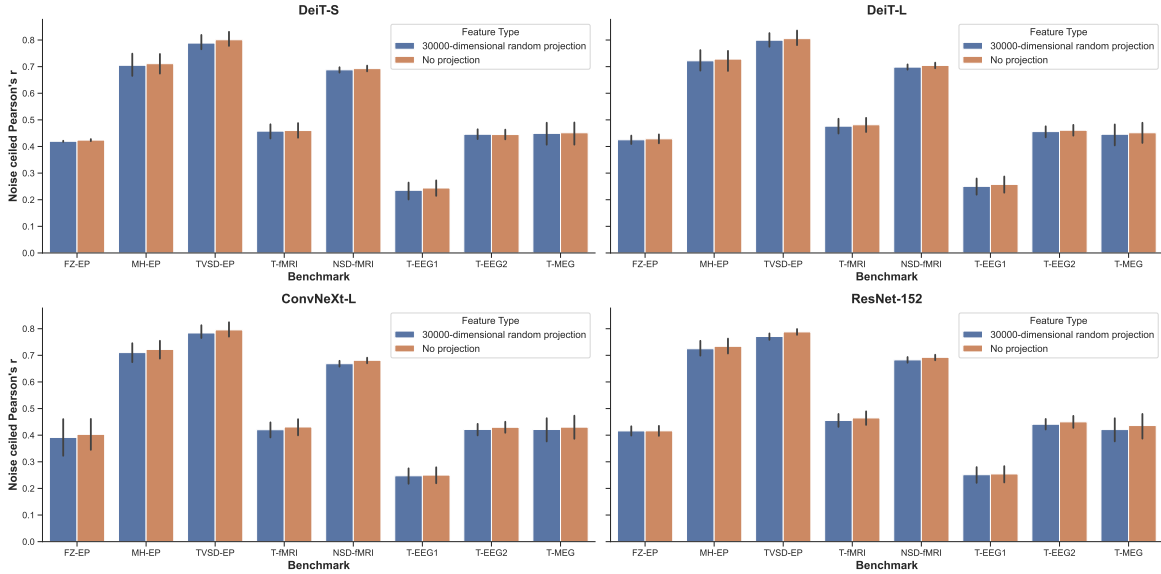 DeiT-S
Noise ceiled Pearson's r
0.8
0.7
0.6
0.5
0.4
0.3
0.2
0.1
0.0
Feature Type
30000-dimensional random projection
No projection
FZ-EP MH-EP TVSD-EP T-fMRI NSD-fMRI T-EEG1 T-EEG2 T-MEG
Benchmark
DeiT-L
Feature Type
30000-dimensional random projection
No projection
FZ-EP MH-EP TVSD-EP T-fMRI NSD-fMRI T-EEG1 T-EEG2 T-MEG
Benchmark
ConvNeXt-L
Noise ceiled Pearson's r
0.8
0.7
0.6
0.5
0.4
0.3
0.2
0.1
0.0
Feature Type
30000-dimensional random projection
No projection
FZ-EP MH-EP TVSD-EP T-fMRI NSD-fMRI T-EEG1 T-EEG2 T-MEG
Benchmark
ResNet-152
Feature Type
30000-dimensional random projection
No projection
FZ-EP MH-EP TVSD-EP T-fMRI NSD-fMRI T-EEG1 T-EEG2 T-MEG
Benchmark